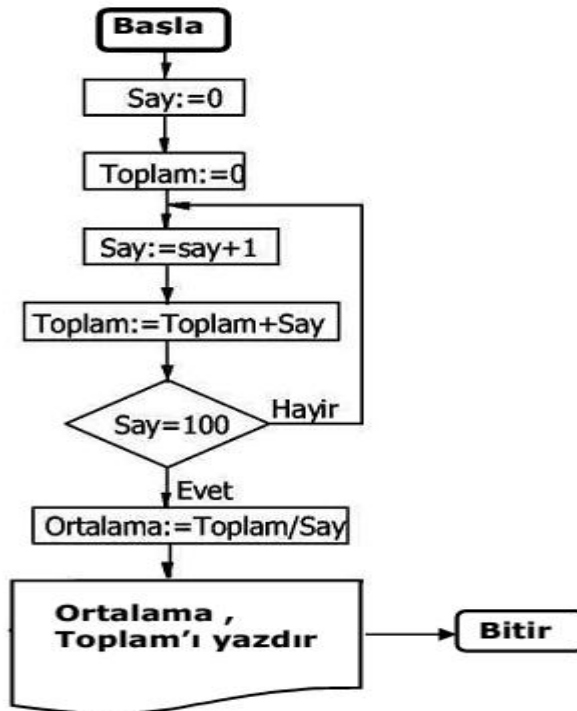 Başla
Say:=0
Toplam:=0
Say:=say+1
Toplam:=Toplam+Say
Say=100
Hayir
Evet
Ortalama:=Toplam/Say
Ortalama ,
Toplam’ı yazdır
Bitir